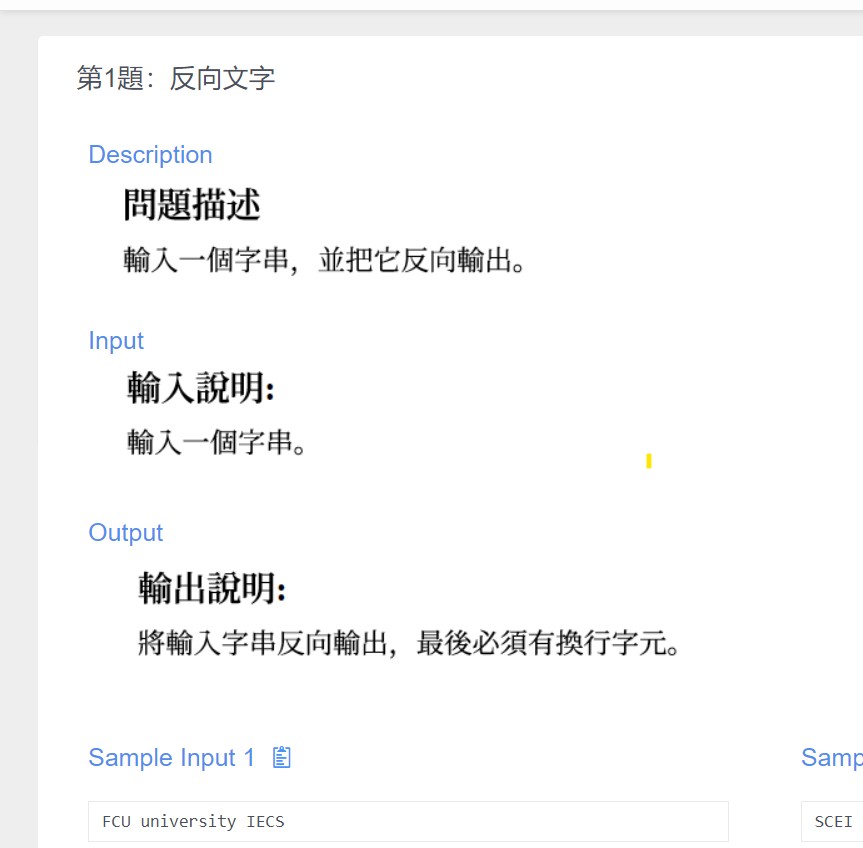 第1題：反向文字
Description
問題描述
輸入一個字串，並把它反向輸出。
Input
輸入說明:
輸入一個字串。
Output
輸出說明:
將輸入字串反向輸出，最後必須有換行字元。
Sample Input 1
Samp
FCU university IECS
SCEI